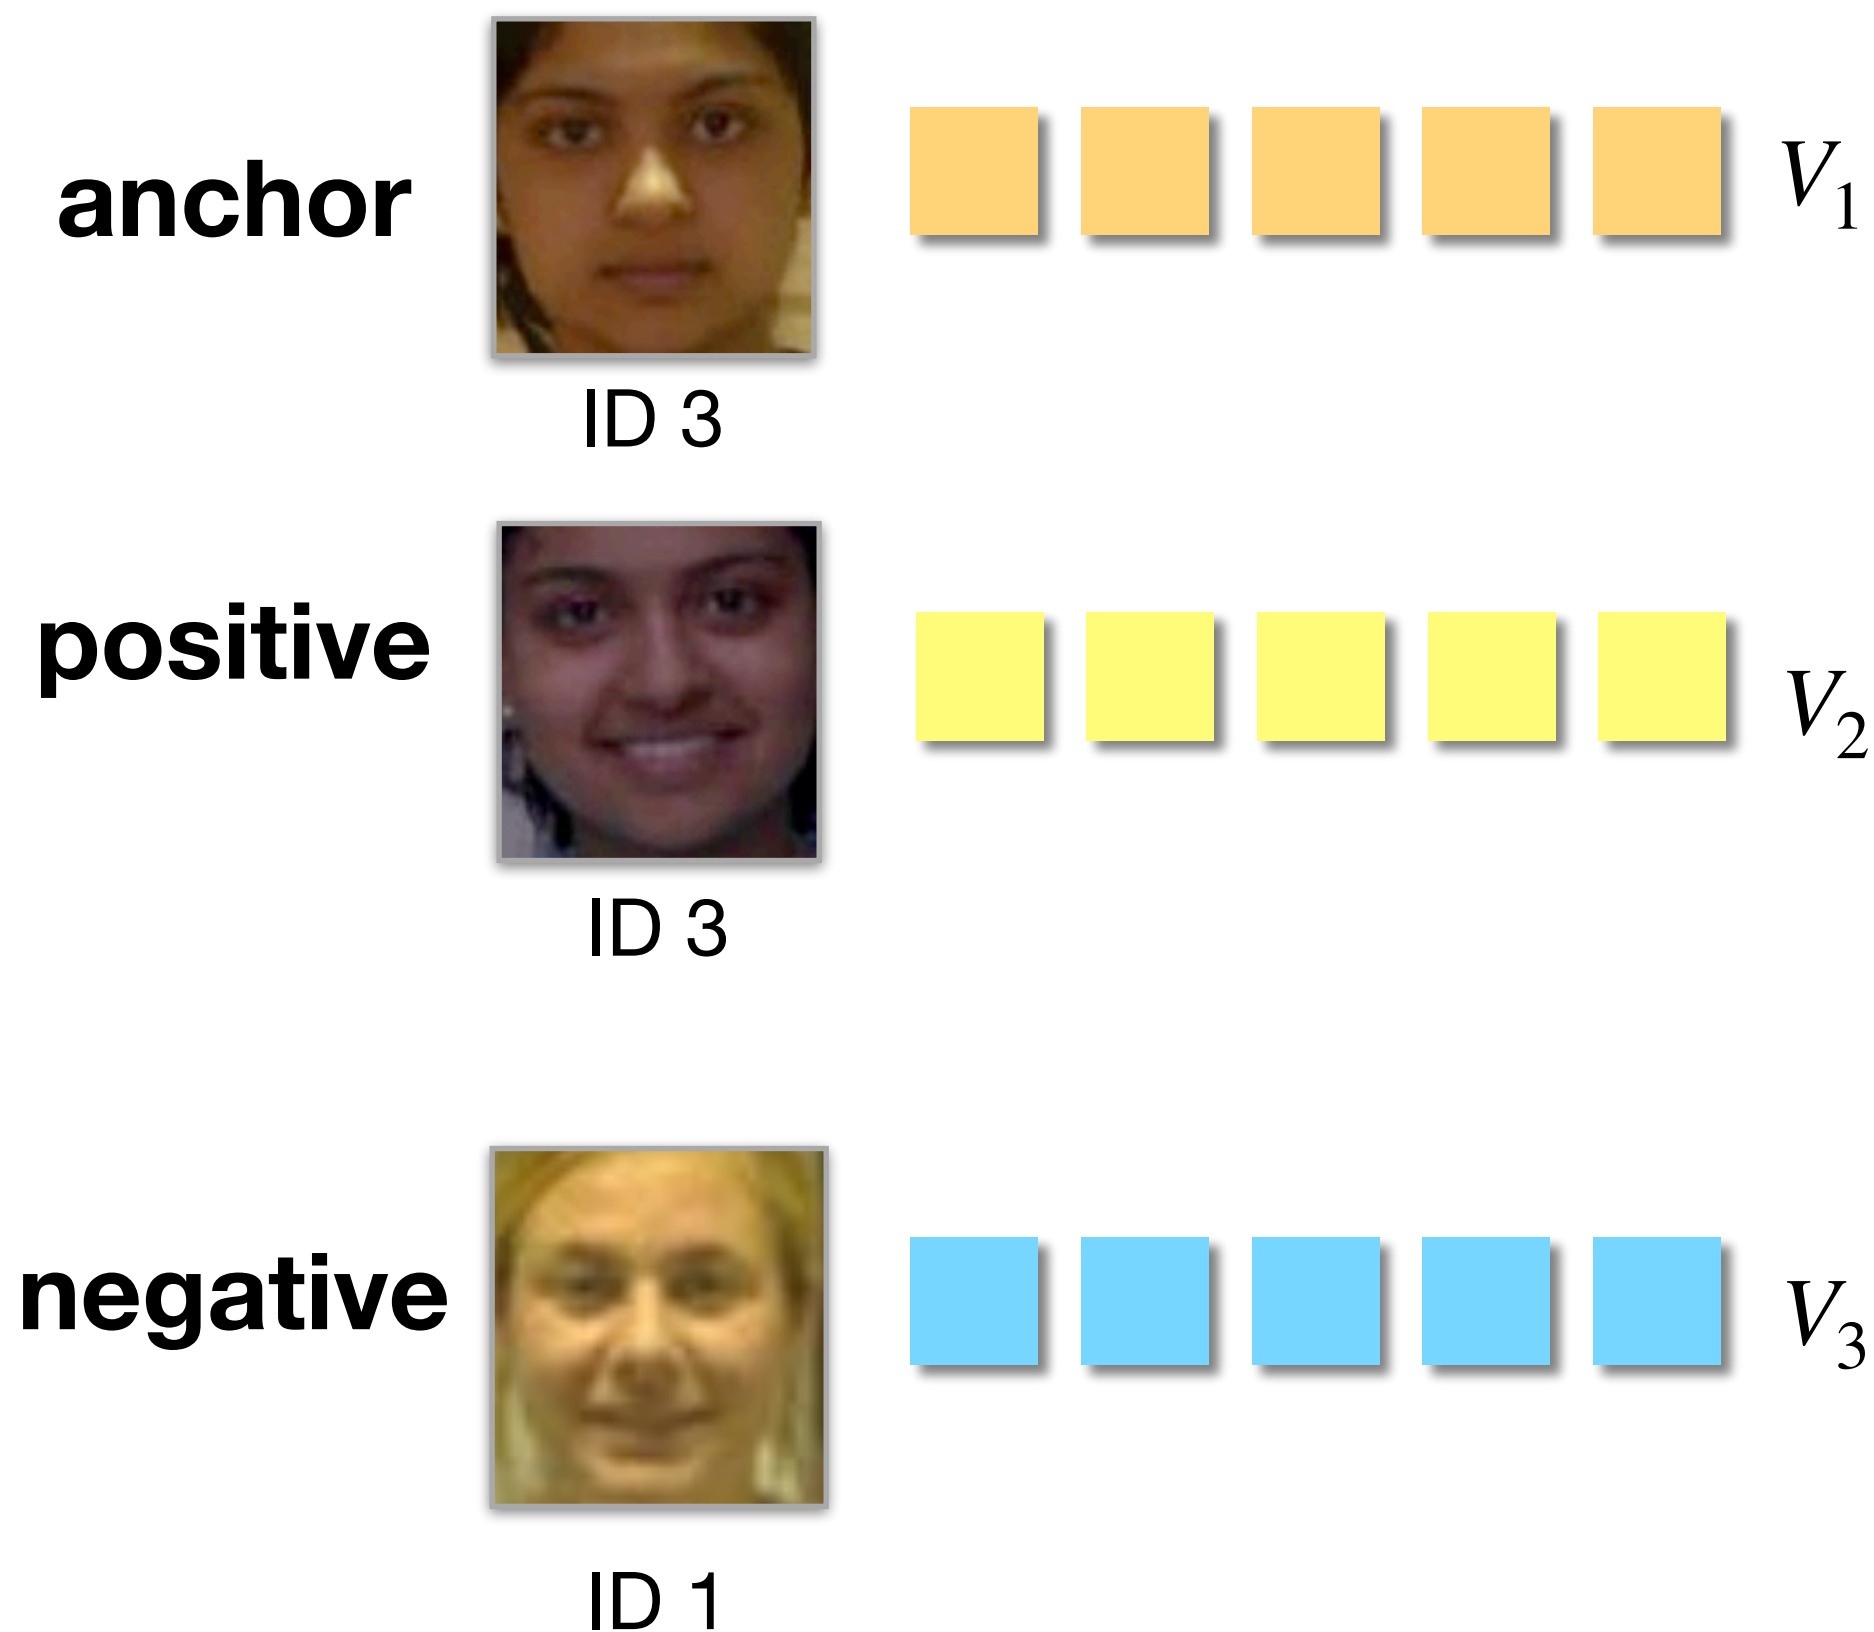 anchor
V1
ID 3
positive
V2
ID 3
negative
V3
ID 1